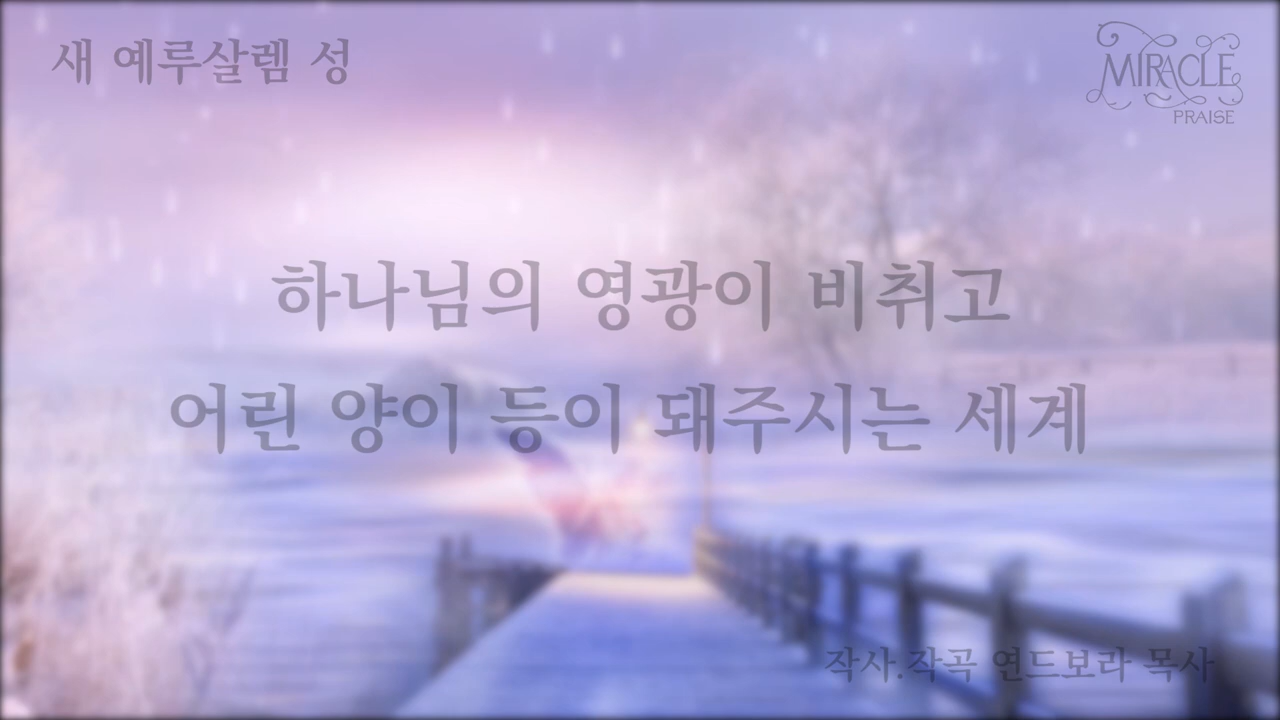 새 예루살렘 성
MIRACLE
PRAISE
하나님의 영광이 비취고
어린 양이 등이 돼주시는 세계
작사.작곡 연드보라 목사